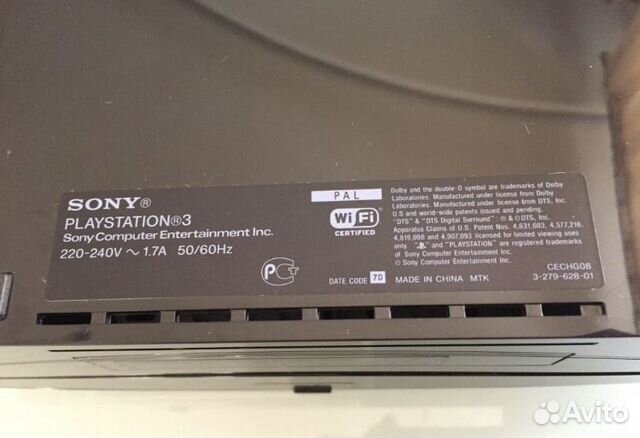 SONY®
PLAYSTATION®3
Sony Computer Entertainment Inc.
220-240V ~ 1.7A 50/60Hz
PAL
Wi Fi
CERTIFIED
PC
DATE CODE 7D
MADE IN CHINA MTK
Dolby and the double-D symbol are trademarks of Dolby
Laboratories. Manufactured under license from Dolby
Laboratories. Manufactured under license from DTS, Inc.
U.S and world-wide patents issued and pending.
"DTS" & "DTS Digital Surround" © & ©DTS, Inc.
Apparatus Claims of U.S. Patent Nos. 4,631,603, 4,577,216,
4,819,098 and 4,907,093 licensed for limited viewing uses
only. "" and "PLAYSTATION" are registered trademarks
of Sony Computer Entertainment Inc.
© Sony Computer Entertainment Inc.
CECHG08
3-279-628-01
Avito